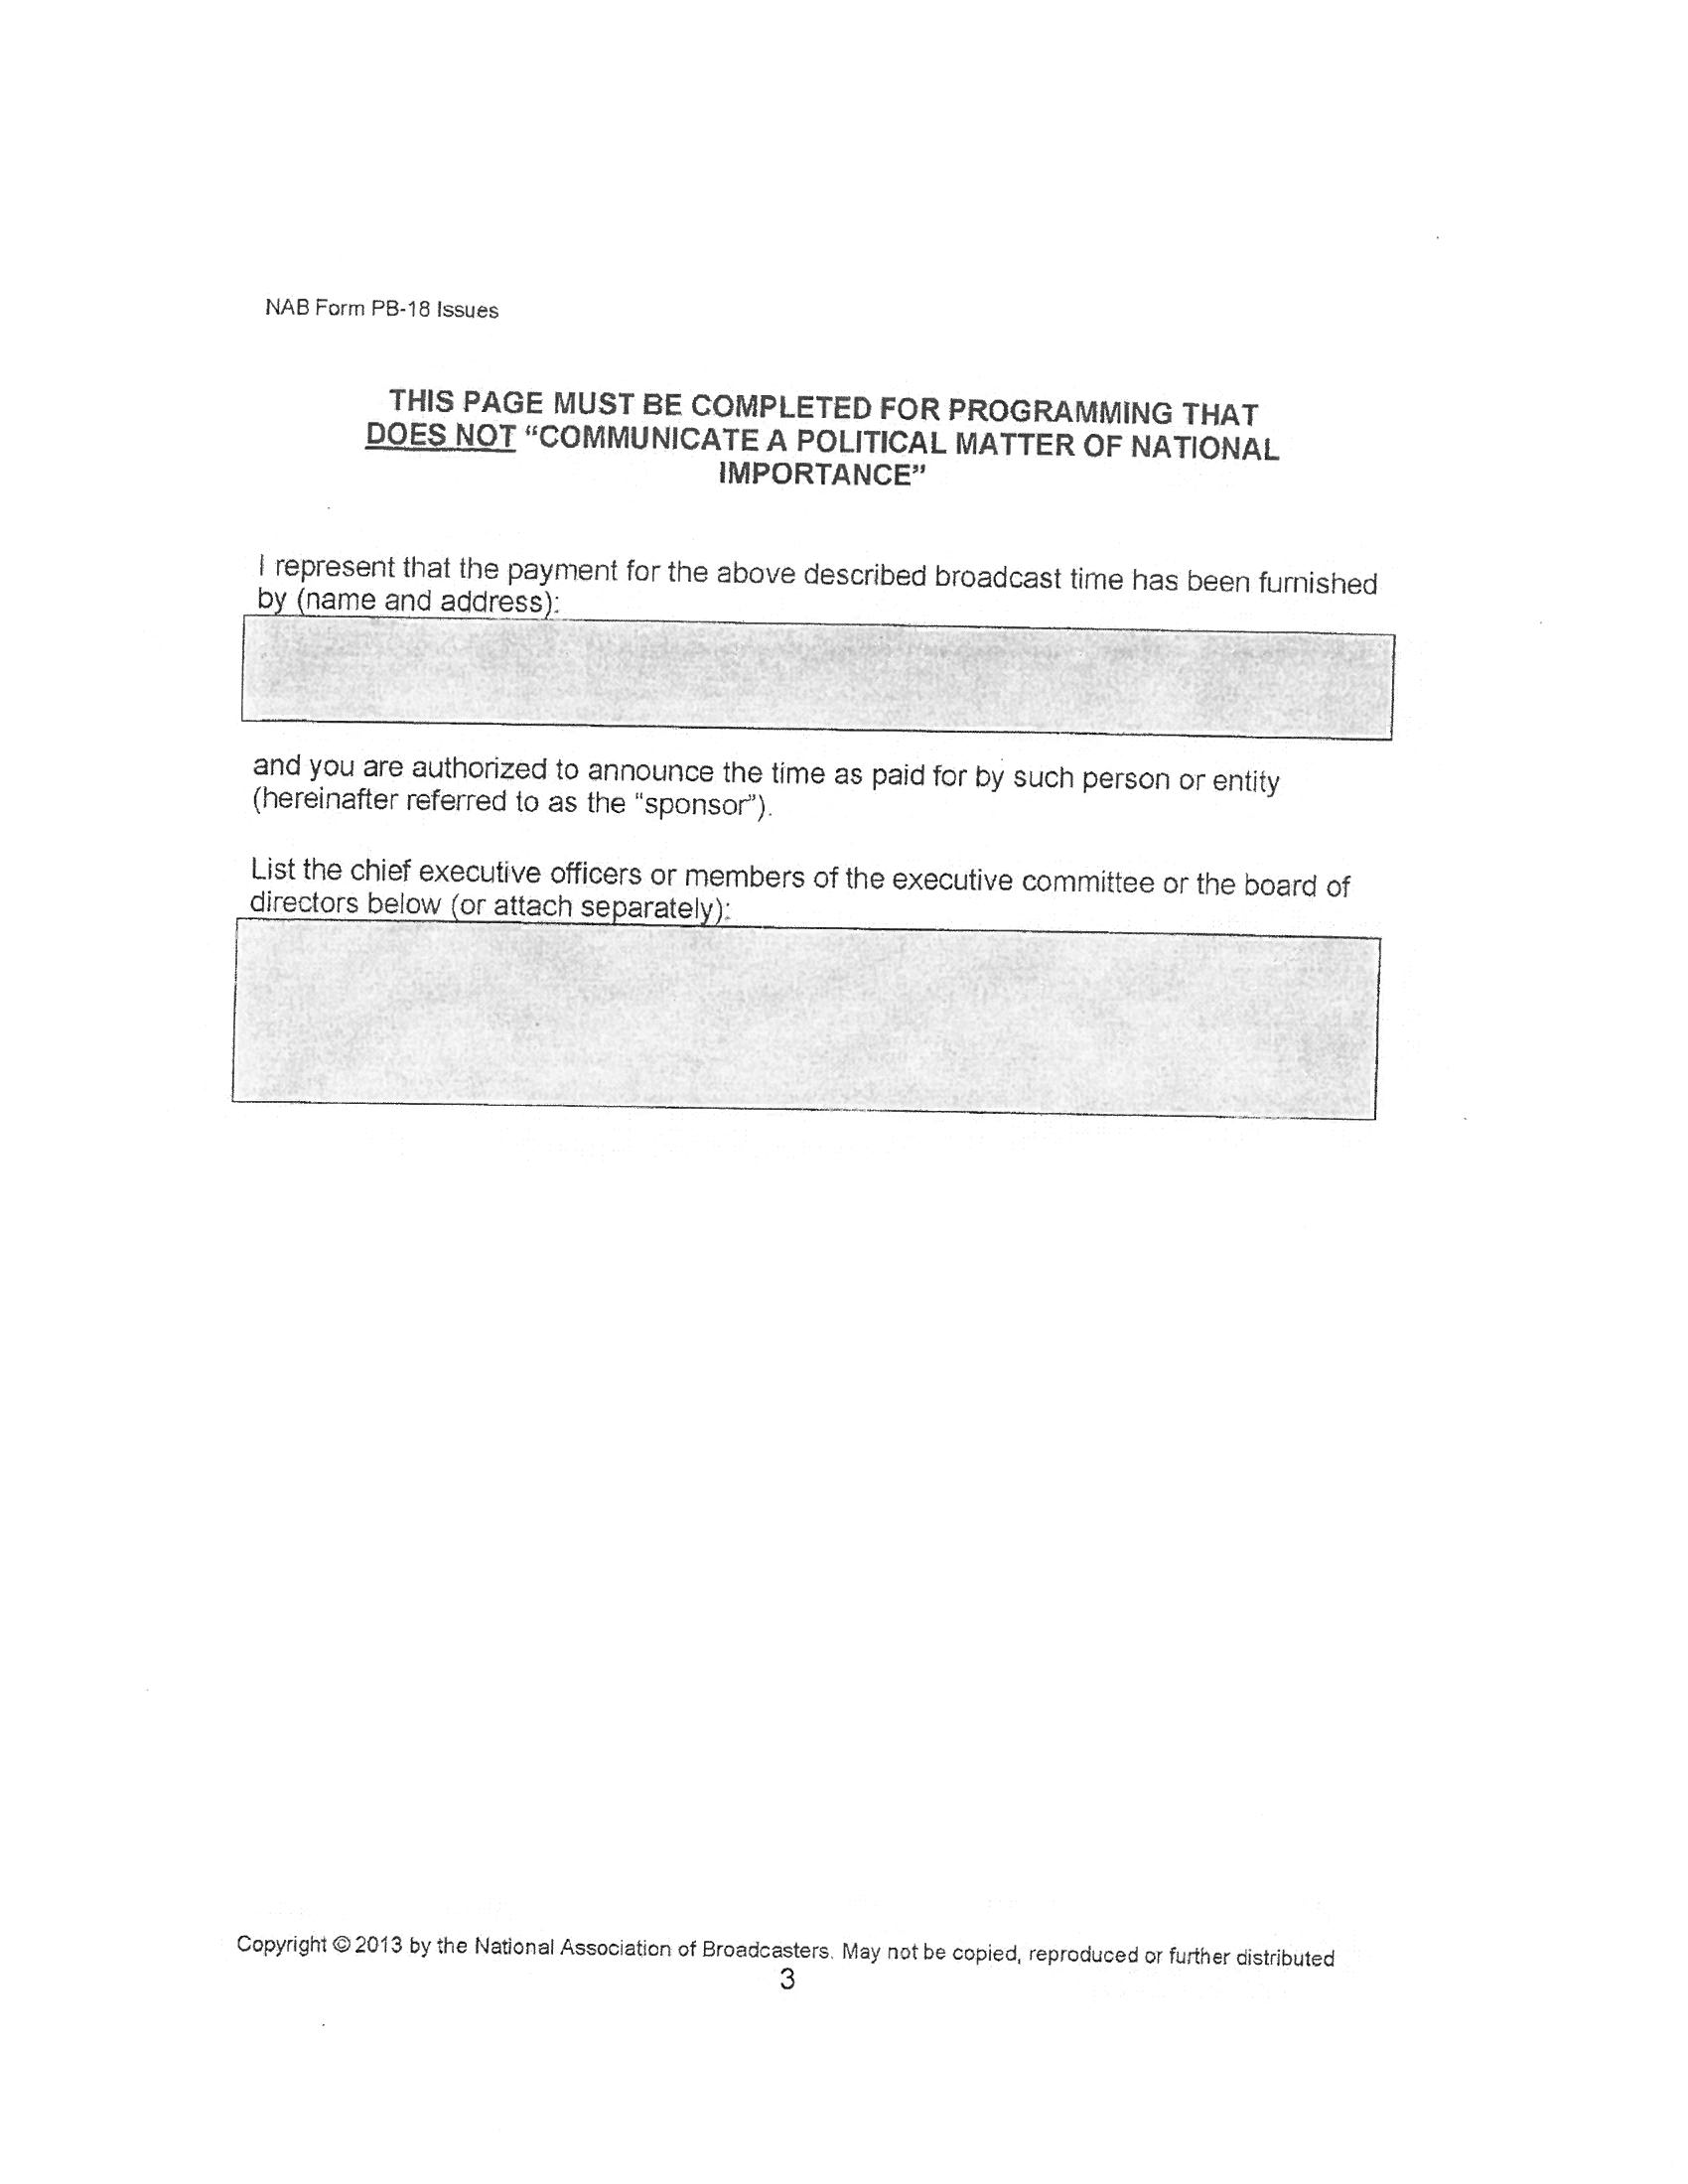 NAB Form PB-18 Issues
THIS PAGE MUST BE COMPLETED FOR PROGRAMMING THAT
DOES NOT “COMMUNICATE A POLITICAL MATTER OF NATIONAL
IMPORTANCE”
I represent that the payment for the above described broadcast time has been furnished
by (name and address):
and you are authorized to announce the time as paid for by such person or entity
(hereinafter referred to as the “sponsor”).
List the chief executive officers or members of the executive committee or the board of
directors below (or attach separately):
Copyright © 2013 by the National Association of Broadcasters. May not be copied, reproduced or further distributed
3